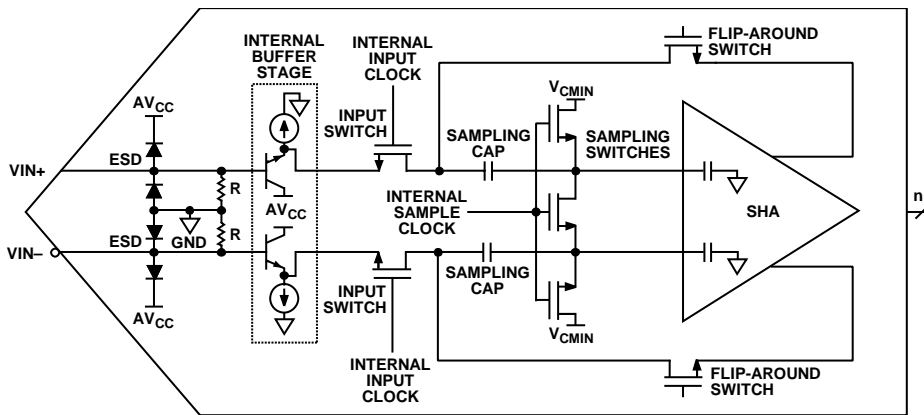 FLIP-AROUND
SWITCH
INTERNAL
BUFFER
STAGE
INTERNAL
INPUT
CLOCK
AVCC
INPUT
SWITCH
VCMIN
SAMPLING
CAP
SAMPLING
SWITCHES
VIN+
ESD
R
AVCC
INTERNAL
SAMPLE
CLOCK
SHA
n
GND
R
VIN–
ESD
SAMPLING
CAP
INPUT
SWITCH
AVCC
VCMIN
INTERNAL
INPUT
CLOCK
FLIP-AROUND
SWITCH